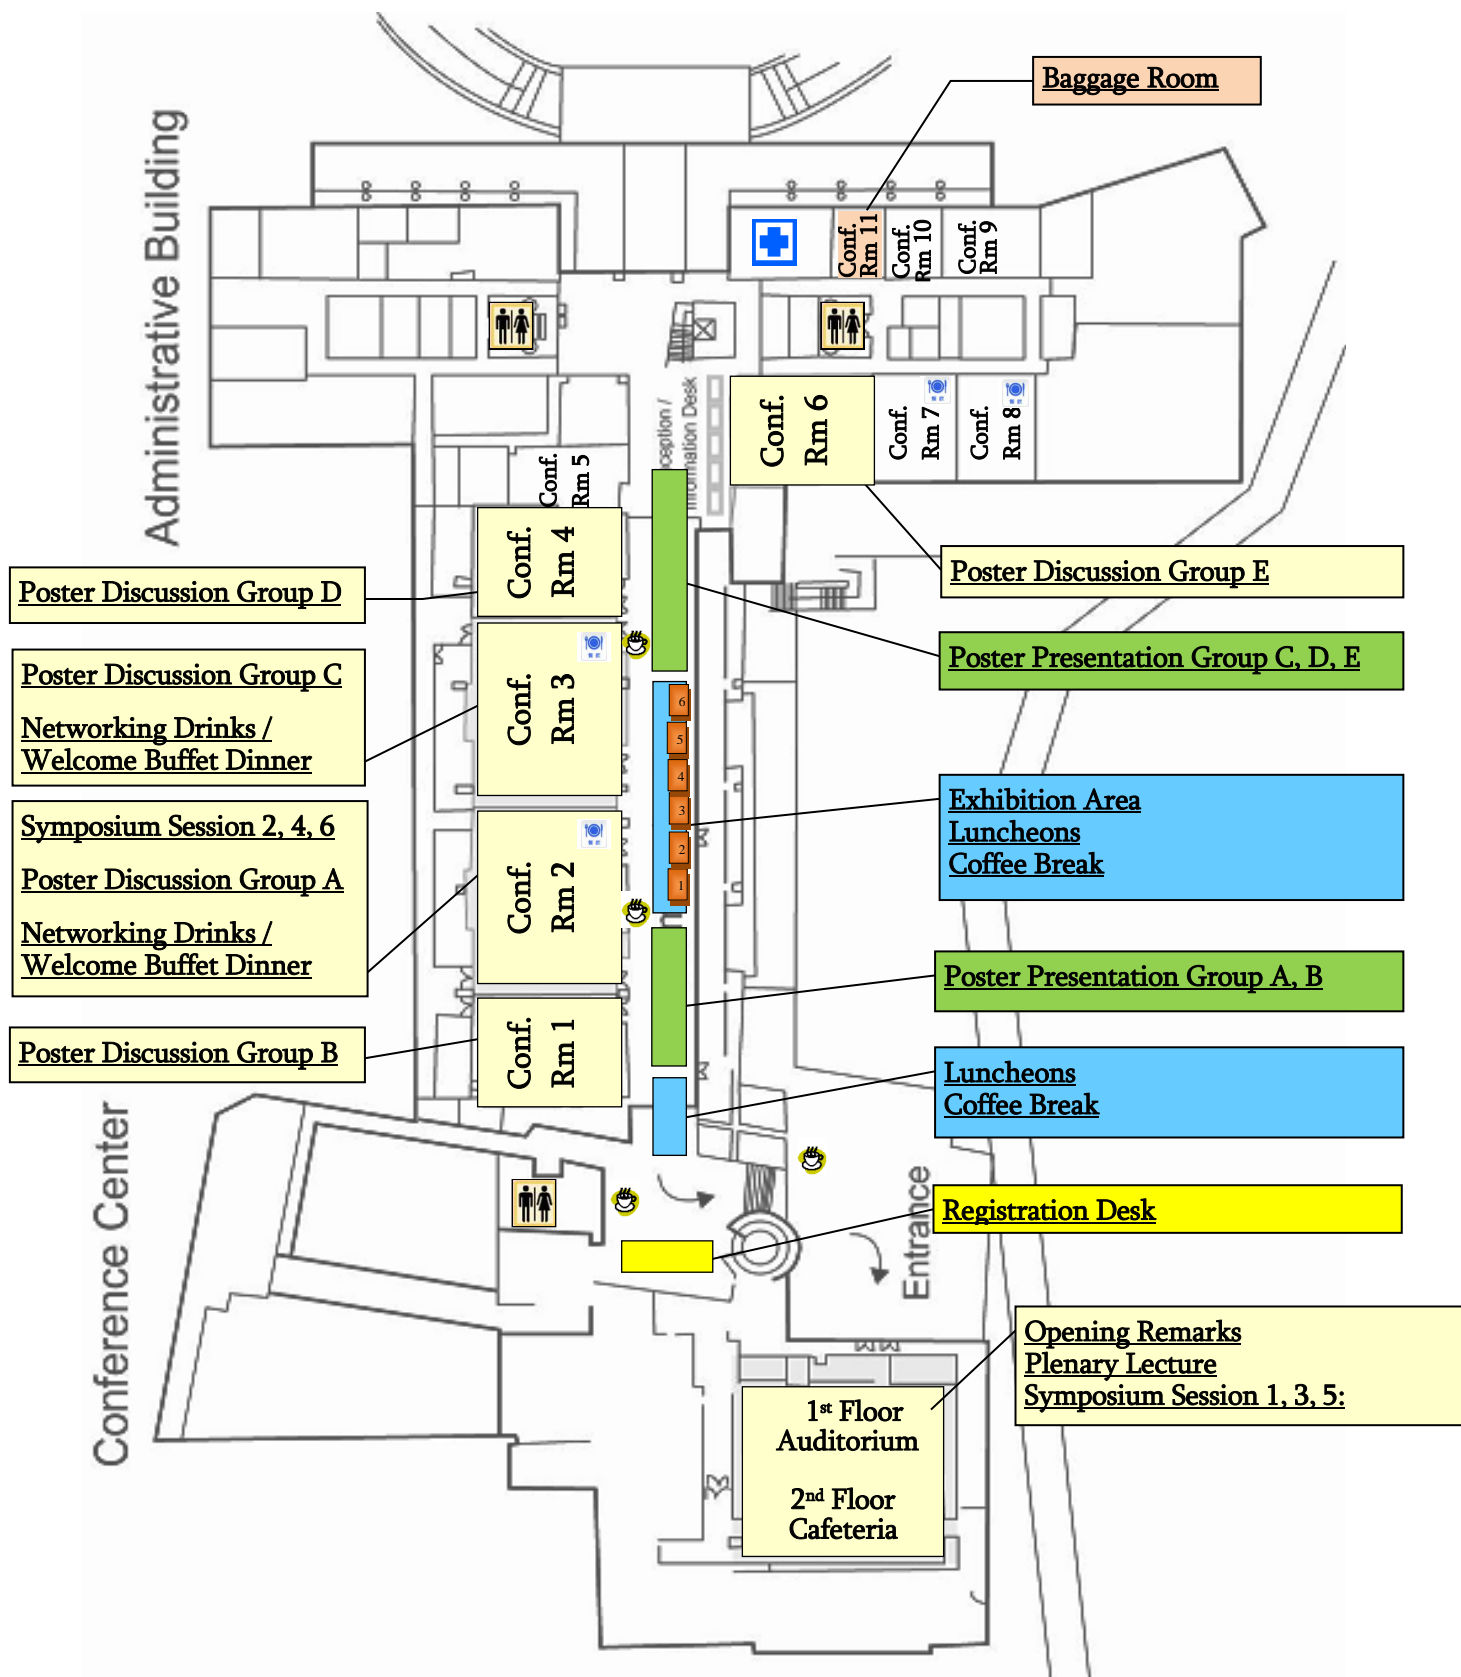 Baggage Room
Administrative Building
Conf.
Rm 11
Conf.
Rm 10
Conf.
Rm 9
Conf.
Rm 6
Conf.
Rm 7
Conf.
Rm 8
Information Desk
Conf.
Rm 5
Conf.
Rm 4
Poster Discussion Group E
Poster Discussion Group D
Poster Presentation Group C, D, E
Poster Discussion Group C
Networking Drinks /
Welcome Buffet Dinner
Conf.
Rm 3
6
5
4
3
2
1
Exhibition Area
Luncheons
Coffee Break
Symposium Session 2, 4, 6
Poster Discussion Group A
Networking Drinks /
Welcome Buffet Dinner
Conf.
Rm 2
Poster Presentation Group A, B
Poster Discussion Group B
Conf.
Rm 1
Luncheons
Coffee Break
Conference Center
Registration Desk
Entrance
Opening Remarks
Plenary Lecture
Symposium Session 1, 3, 5:
1st Floor
Auditorium
2nd Floor
Cafeteria